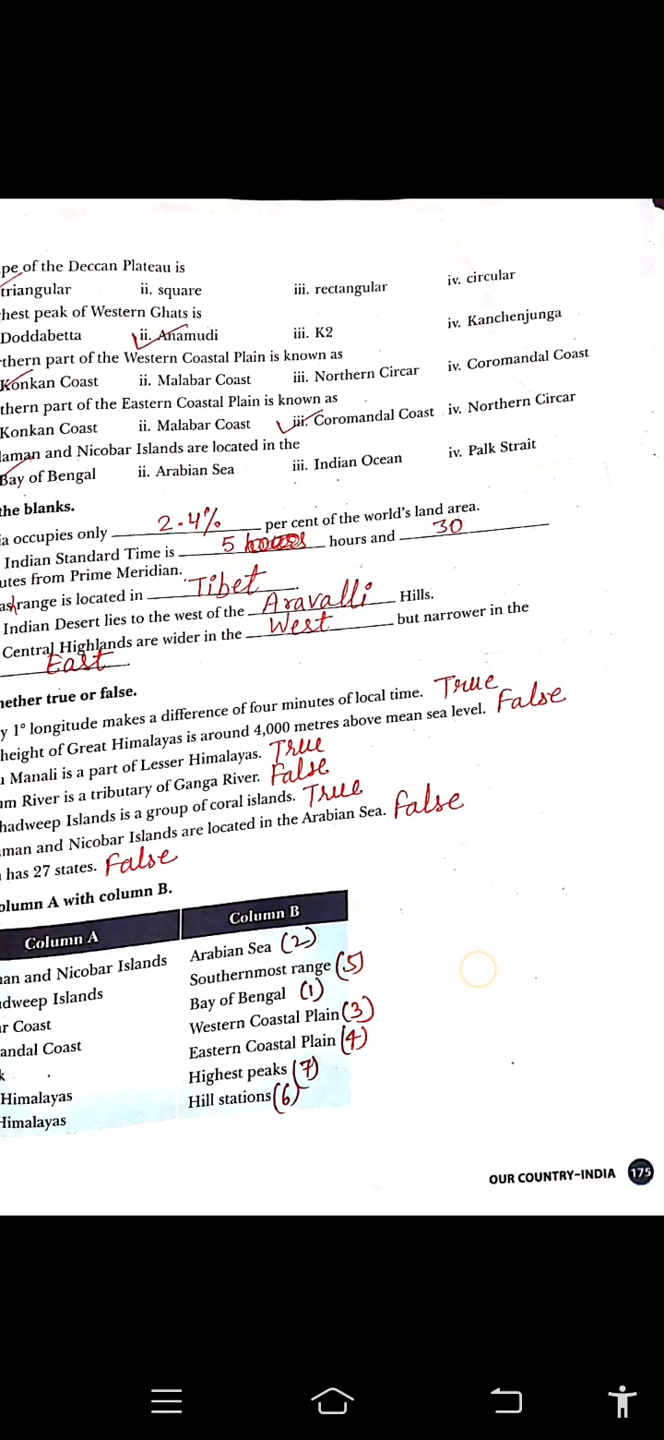 pe of the Deccan Plateau is
triangular ii. square iii. rectangular iv. circular
hest peak of Western Ghats is
Doddabetta ii. Anamudi iii. K2 iv. Kanchenjunga
thern part of the Western Coastal Plain is known as
Konkan Coast ii. Malabar Coast iii. Northern Circar iv. Coromandal Coast
thern part of the Eastern Coastal Plain is known as
Konkan Coast ii. Malabar Coast iii. Coromandal Coast iv. Northern Circar
laman and Nicobar Islands are located in the
Bay of Bengal ii. Arabian Sea iii. Indian Ocean iv. Palk Strait
the blanks.
ia occupies only 2.4% per cent of the world's land area.
Indian Standard Time is 5 hours and 30
utes from Prime Meridian.
ash range is located in Tibet.
Indian Desert lies to the west of the Aravalli Hills.
Central Highlands are wider in the West but narrower in the
East.
hether true or false.
y 1° longitude makes a difference of four minutes of local time. True
height of Great Himalayas is around 4,000 metres above mean sea level. False
Manali is a part of Lesser Himalayas. True
um River is a tributary of Ganga River. False
hadweep Islands is a group of coral islands. True
man and Nicobar Islands are located in the Arabian Sea. False
has 27 states. False
olumn A with column B.
Column A Column B
nan and Nicobar Islands Arabian Sea (2)
adweep Islands Southernmost range (5)
ar Coast Bay of Bengal (1)
andal Coast Western Coastal Plain (3)
k Eastern Coastal Plain (4)
Himalayas Highest peaks (7)
Himalayas Hill stations (6)
OUR COUNTRY–INDIA 175